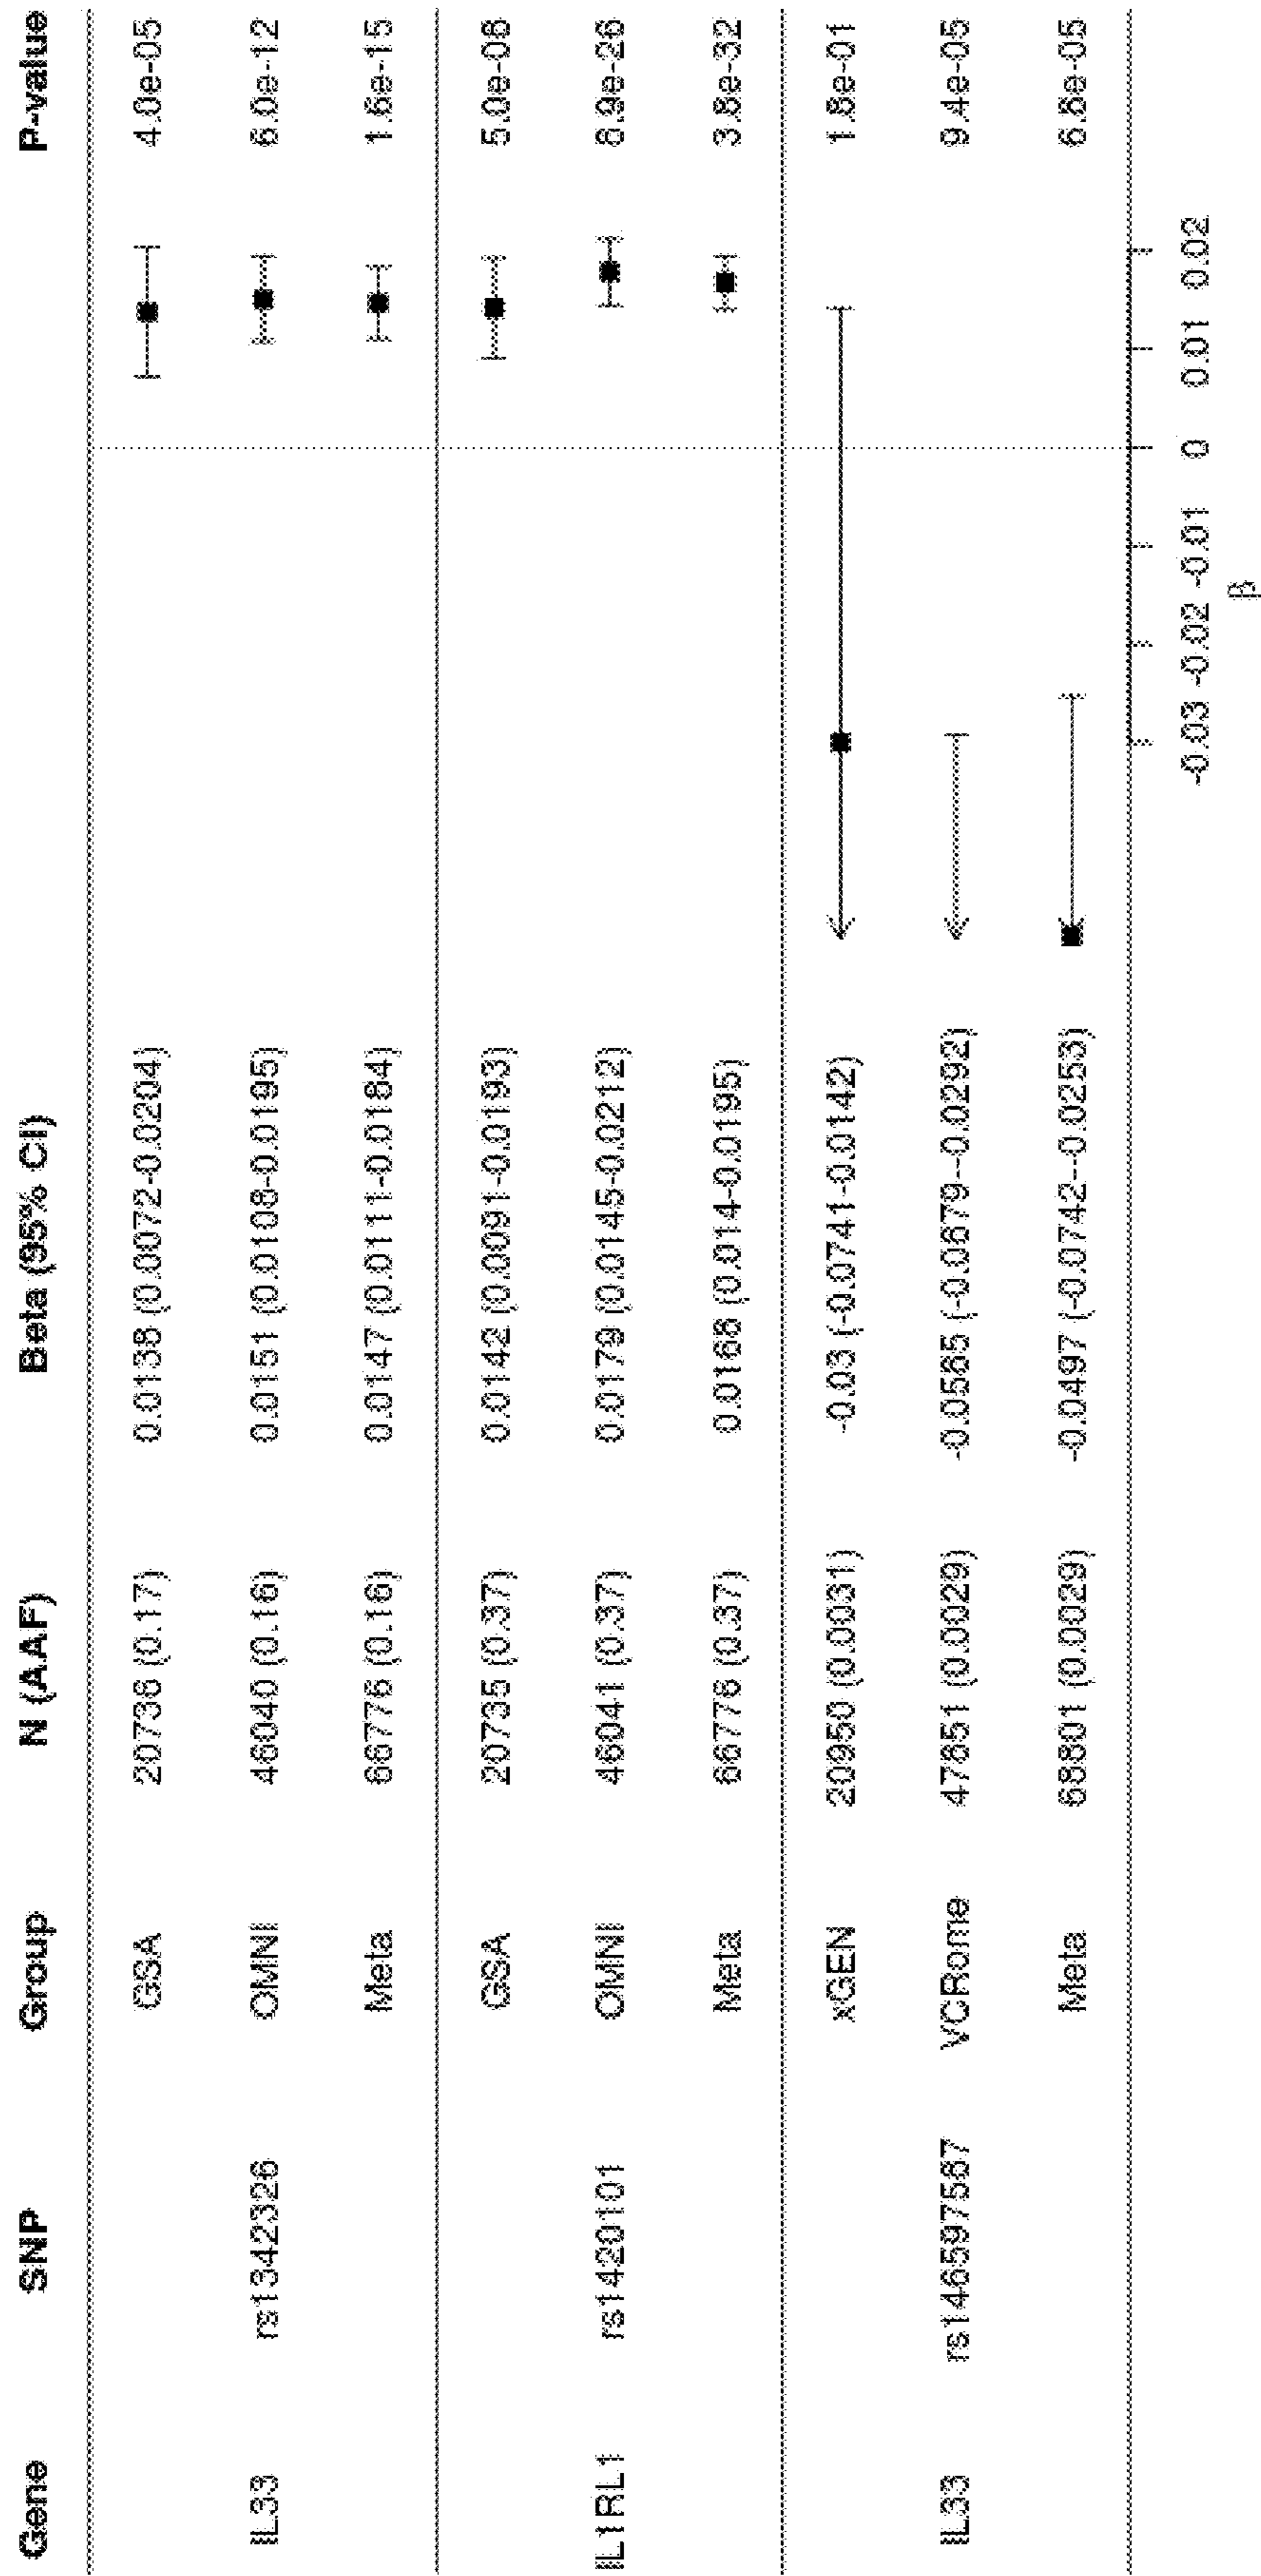 Gene SNP Group N (AAF) Beta (95% CI) P-value
GSA 20736 (0.17) 0.0138 (0.0072-0.0204) 4.0e-05
IL33 rs1342326 OMNI 46040 (0.16) 0.0151 (0.0108-0.0195) 6.0e-12
Meta 66776 (0.16) 0.0147 (0.0111-0.0184) 1.6e-15
GSA 20735 (0.37) 0.0142 (0.0091-0.0193) 5.0e-08
IL1RL1 rs1420101 OMNI 46041 (0.37) 0.0179 (0.0145-0.0212) 8.9e-26
Meta 66776 (0.37) 0.0168 (0.014-0.0195) 3.8e-32
xGEN 20950 (0.0031) -0.03 (-0.0741-0.0142) 1.8e-01
IL33 rs146597587 VCRome 47851 (0.0029) -0.0585 (-0.0879--0.0292) 9.4e-05
Meta 68801 (0.0029) -0.0497 (-0.0742--0.0253) 6.8e-05
-0.03 -0.02 -0.01 0 0.01 0.02
β